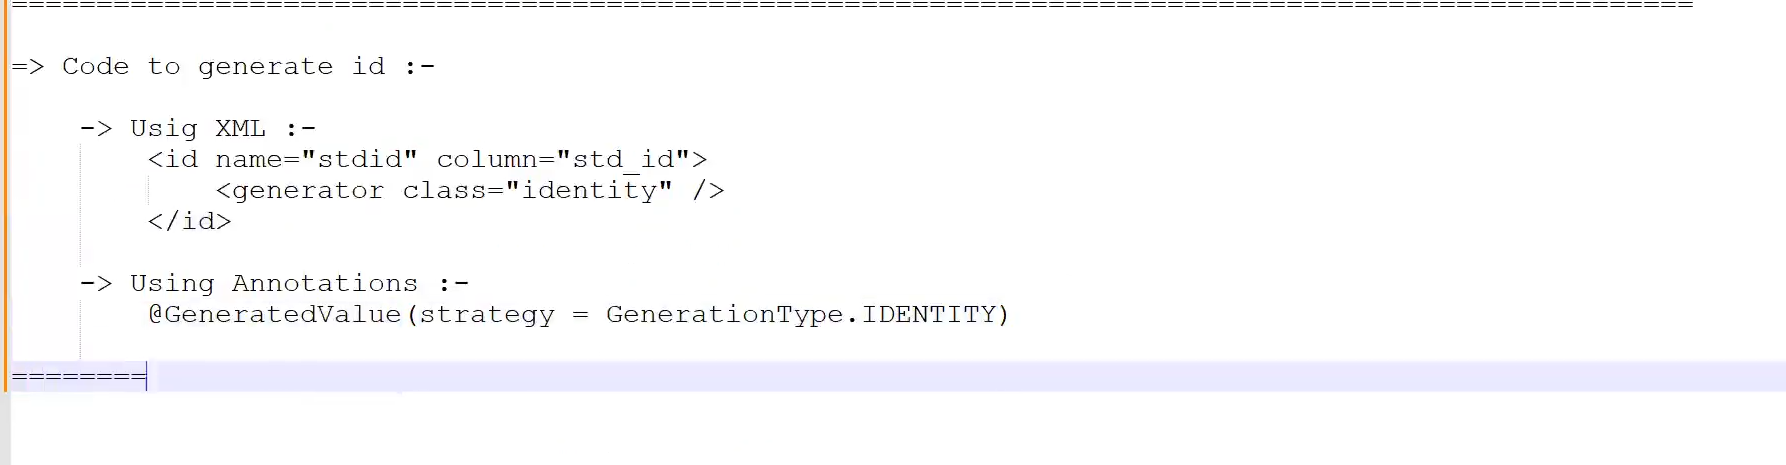 ====================================================================================================
=> Code to generate id :-
-> Usig XML :-
<id name="stdid" column="std_id">
<generator class="identity" />
</id>
-> Using Annotations :-
@GeneratedValue(strategy = GenerationType.IDENTITY)
========